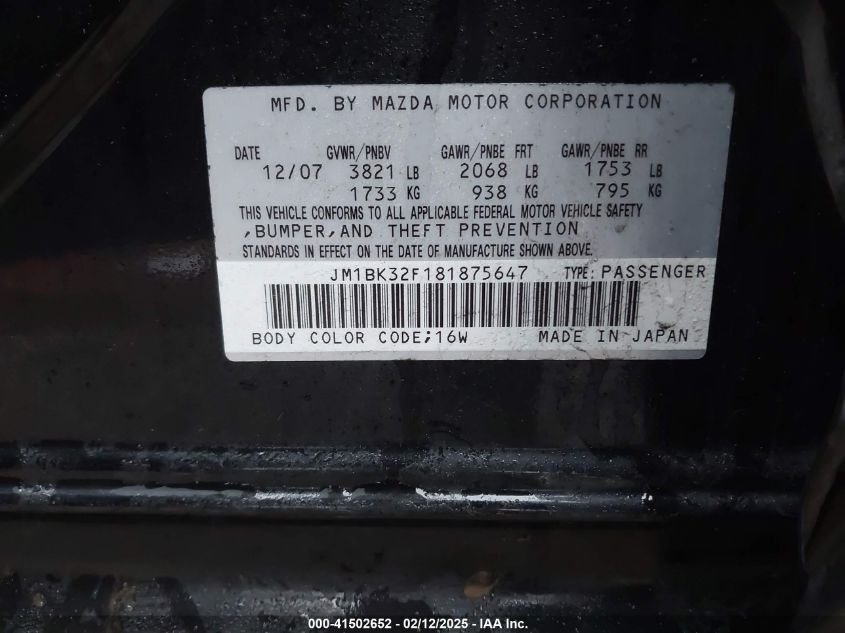 MFD. BY MAZDA MOTOR CORPORATION
DATE GVWR/PNBV GAWR/PNBE FRT GAWR/PNBE RR
12/07 3821 LB 2068 LB 1753 LB
1733 KG 938 KG 795 KG
THIS VEHICLE CONFORMS TO ALL APPLICABLE FEDERAL MOTOR VEHICLE SAFETY
,BUMPER,AND THEFT PREVENTION
STANDARDS IN EFFECT ON THE DATE OF MANUFACTURE SHOWN ABOVE.
JM1BK32F181875647 TYPE:PASSENGER
BODY COLOR CODE;16W MADE IN JAPAN
000-41502652 - 02/12/2025 - IAA Inc.